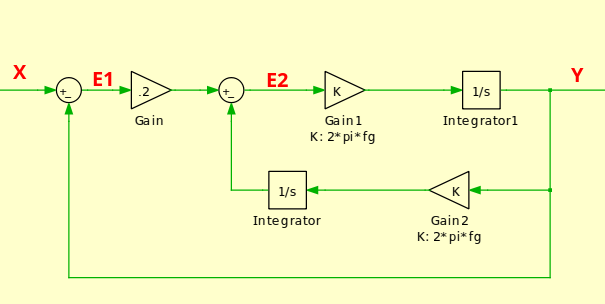 X
E1
E2
Y
+_
.2
+_
K
1/s
Gain
Gain1
Integrator1
K: 2*pi*fg
1/s
K
Integrator
Gain2
K: 2*pi*fg